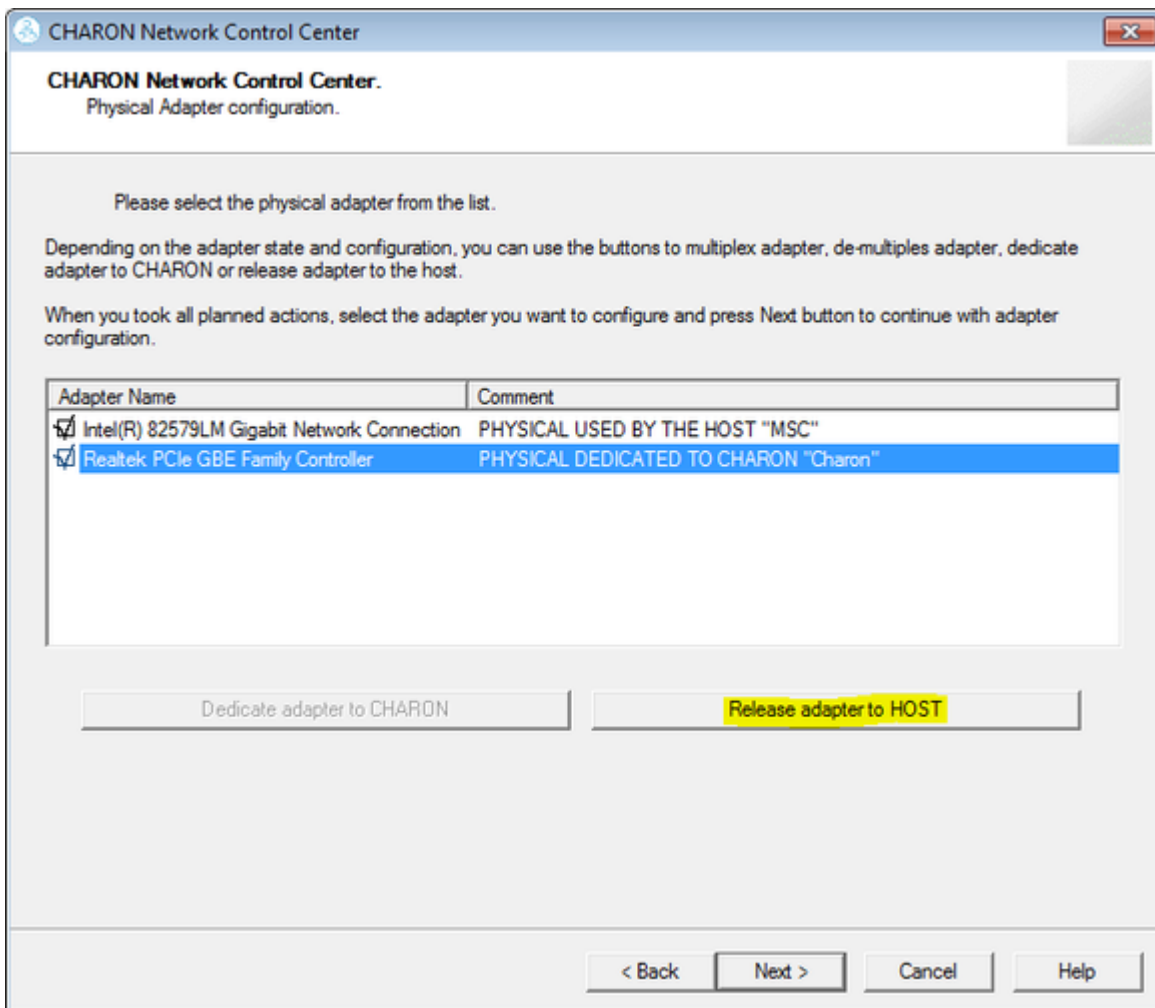 CHARON Network Control Center
CHARON Network Control Center.
Physical Adapter configuration.
Please select the physical adapter from the list.
Depending on the adapter state and configuration, you can use the buttons to multiplex adapter, de-multiples adapter, dedicate
adapter to CHARON or release adapter to the host.
When you took all planned actions, select the adapter you want to configure and press Next button to continue with adapter
configuration.
Adapter Name Comment
Intel(R) 82579LM Gigabit Network Connection PHYSICAL USED BY THE HOST "MSC"
Realtek PCIe GBE Family Controller PHYSICAL DEDICATED TO CHARON "Charon"
Dedicate adapter to CHARON Release adapter to HOST
< Back Next > Cancel Help